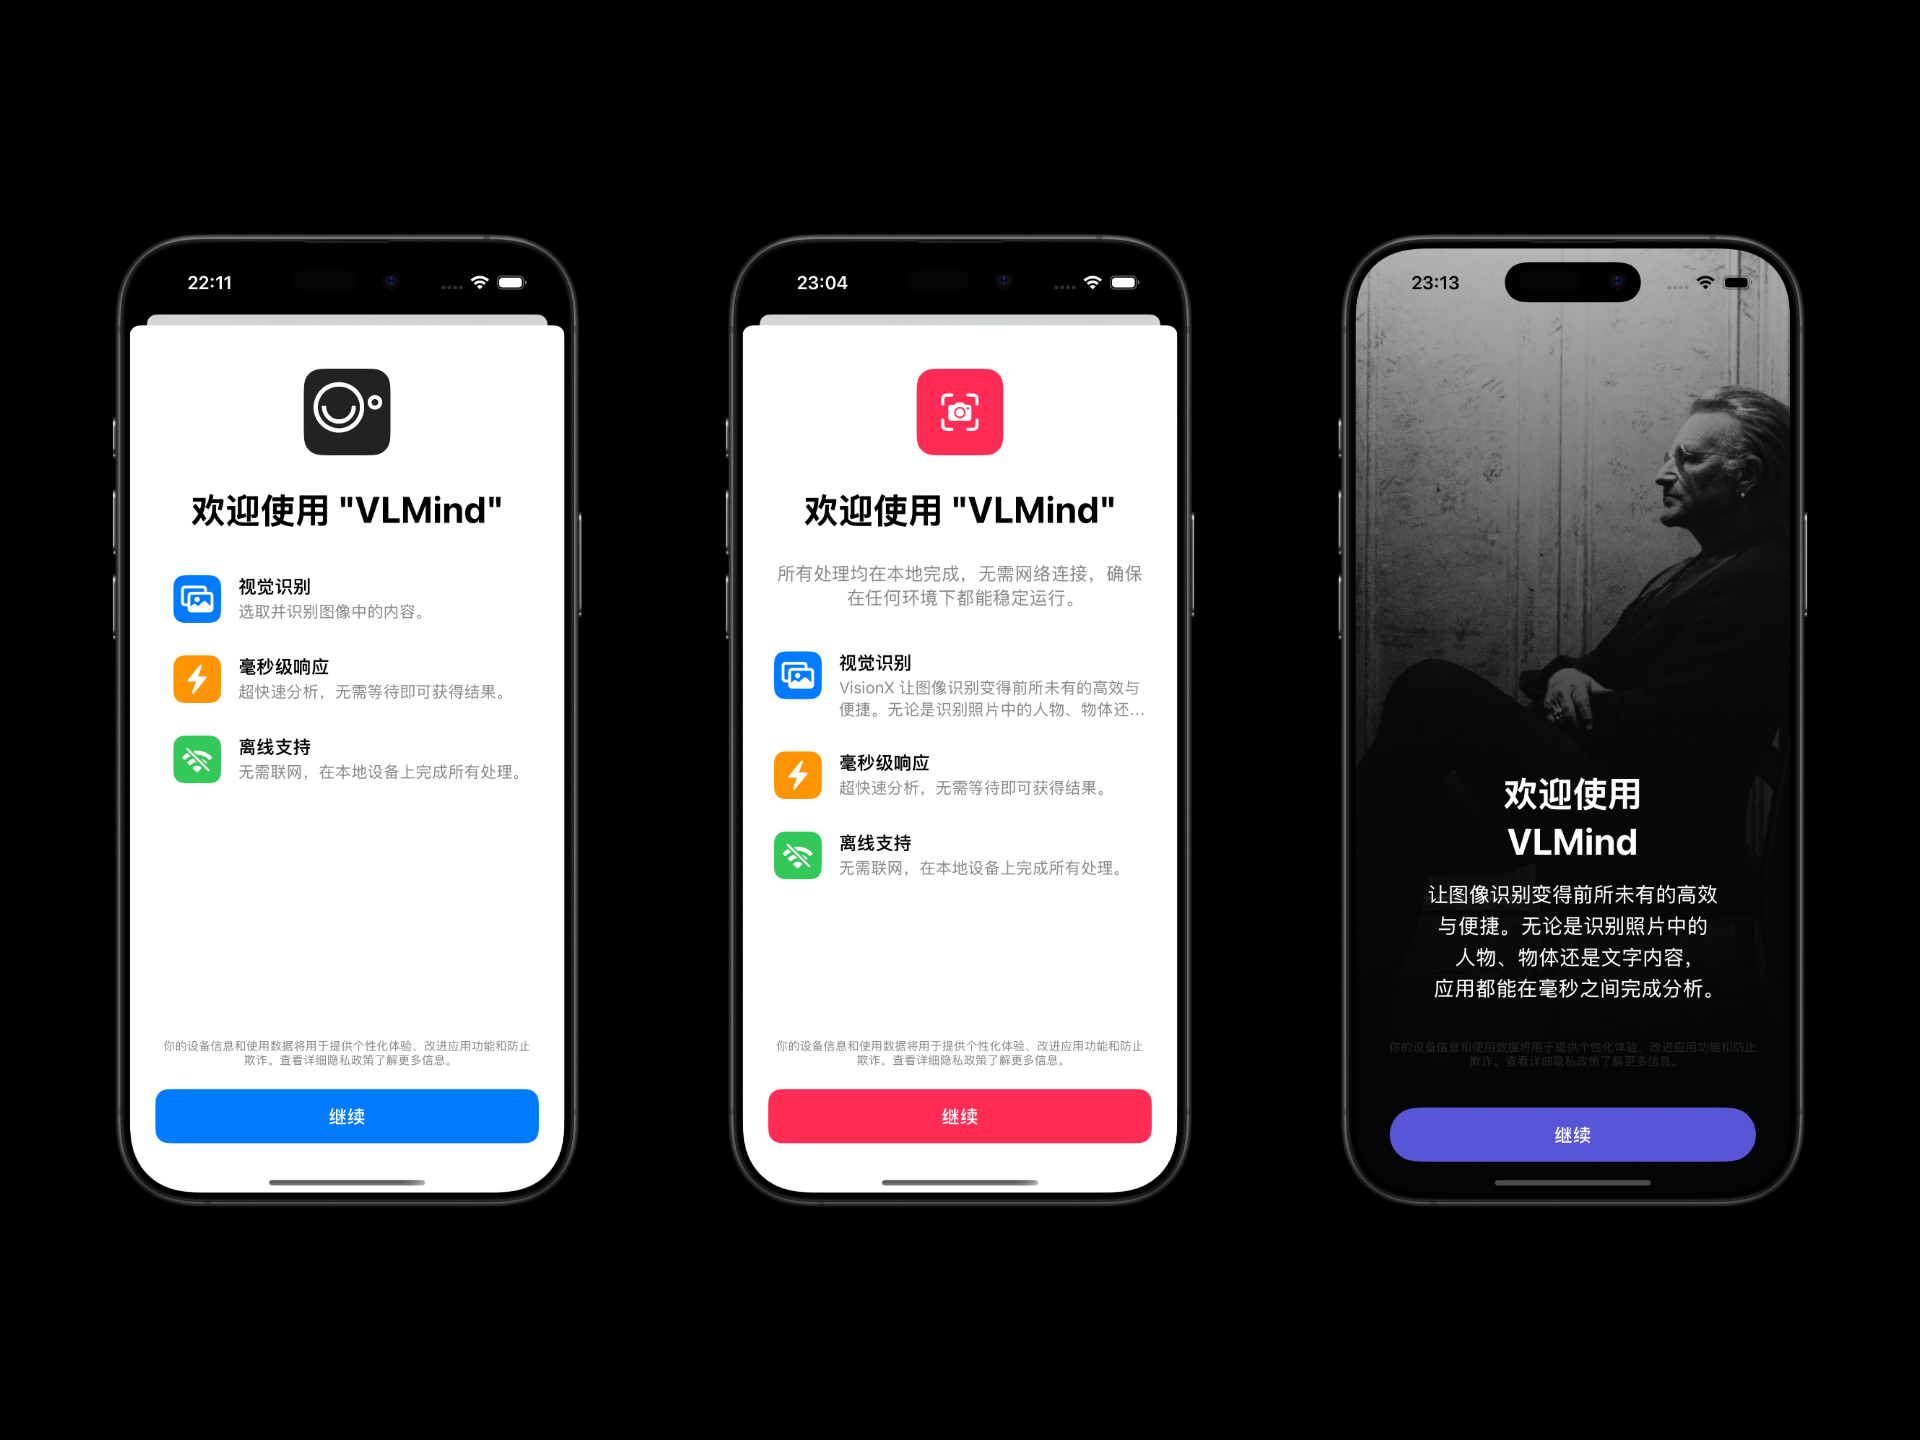 22:11
欢迎使用 "VLMind"
视觉识别
选取并识别图像中的内容。
毫秒级响应
超快速分析，无需等待即可获得结果。
离线支持
无需联网，在本地设备上完成所有处理。
你的设备信息和使用数据将用于提供个性化体验、改进应用功能和防止
欺诈。查看详细隐私政策了解更多信息。
继续
23:04
欢迎使用 "VLMind"
所有处理均在本地完成，无需网络连接，确保
在任何环境下都能稳定运行。
视觉识别
VisionX 让图像识别变得前所未有的高效与
便捷。无论是识别照片中的人物、物体还...
毫秒级响应
超快速分析，无需等待即可获得结果。
离线支持
无需联网，在本地设备上完成所有处理。
你的设备信息和使用数据将用于提供个性化体验、改进应用功能和防止
欺诈。查看详细隐私政策了解更多信息。
继续
23:13
欢迎使用
VLMind
让图像识别变得前所未有的高效
与便捷。无论是识别照片中的
人物、物体还是文字内容，
应用都能在毫秒之间完成分析。
你的设备信息和使用数据将用于提供个性化体验、改进应用功能和防止
欺诈。查看详细隐私政策了解更多信息。
继续